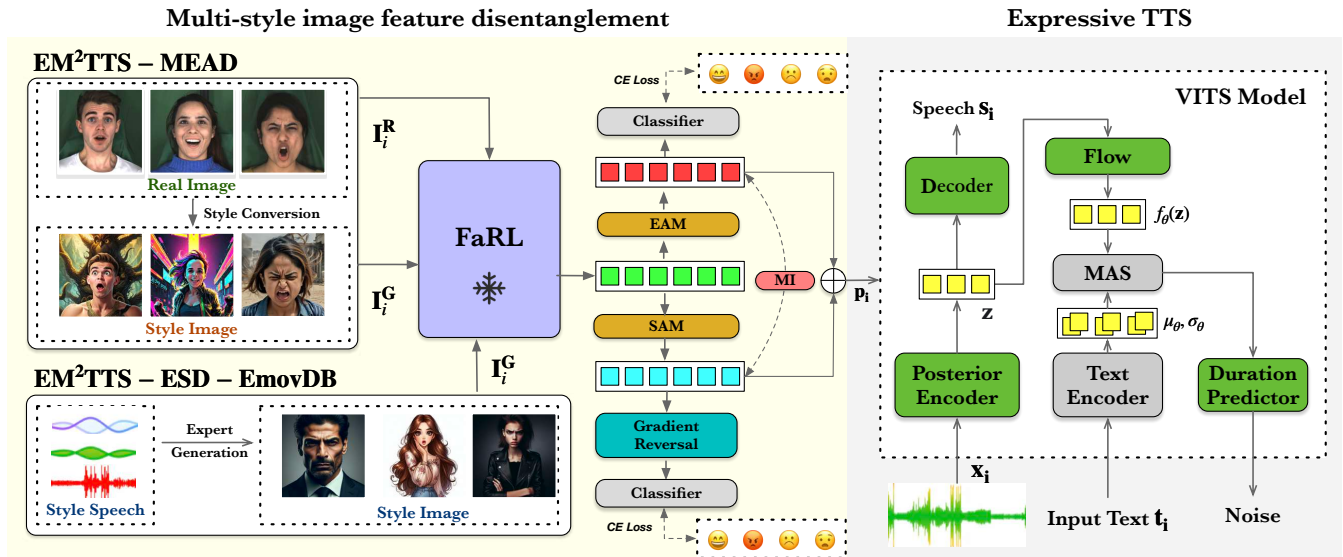 Multi-style image feature disentanglement
Expressive TTS
EM²TTS – MEAD
Real Image
Style Conversion
Style Image
I_i^R
I_i^G
FaRL
I_i^G
EM²TTS – ESD – EmovDB
Style Speech
Expert
Generation
Style Image
CE Loss
Classifier
EAM
MI
SAM
Gradient
Reversal
Classifier
CE Loss
p_i
VITS Model
Speech s_i
Decoder
z
Posterior
Encoder
x_i
Flow
f_θ(z)
MAS
μ_θ, σ_θ
Text
Encoder
Input Text t_i
Duration
Predictor
Noise